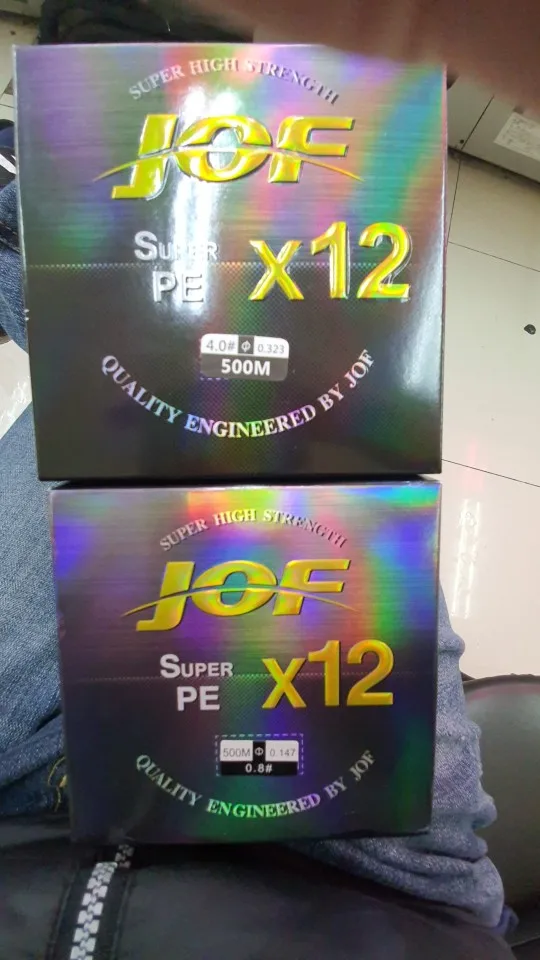 SUPER HIGH STRENGTH
JOF
SUPER
PE
x12
4.0# Φ 0.323
500M
QUALITY ENGINEERED BY JOF
SUPER HIGH STRENGTH
JOF
SUPER
PE
x12
500M Φ 0.147
0.8#
QUALITY ENGINEERED BY JOF